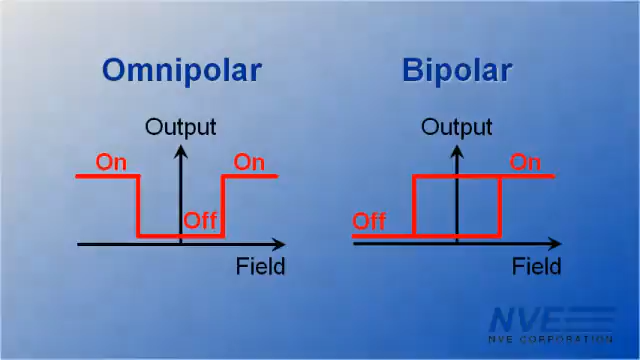 Omnipolar
Bipolar
Output
Output
On
On
On
Off
Off
Field
Field
NVE
NVE CORPORATION